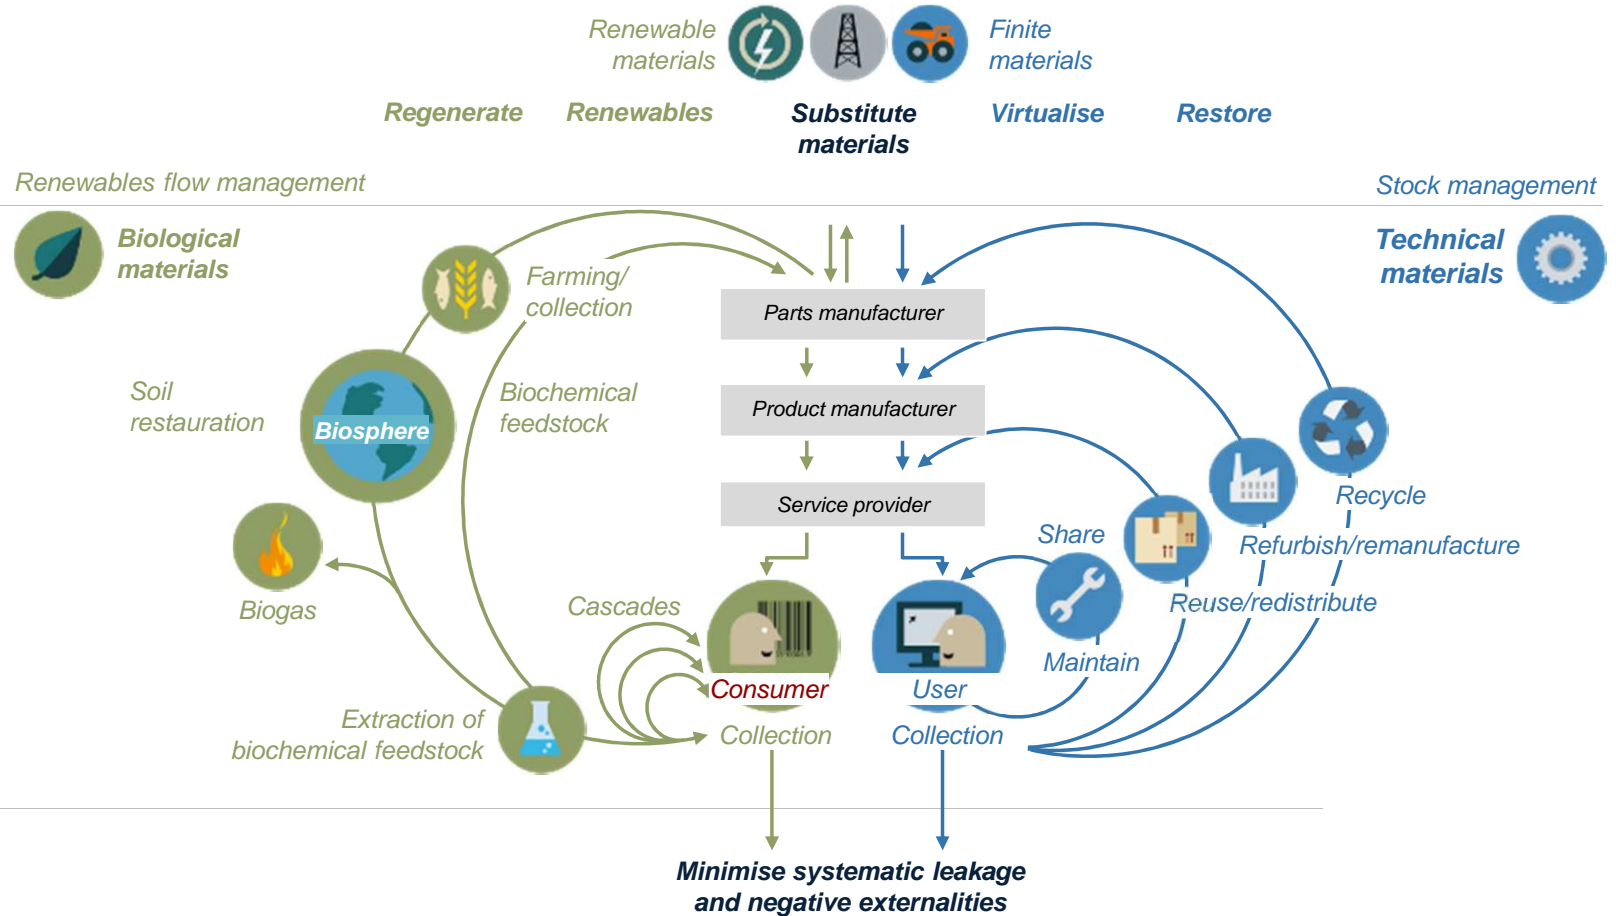 Renewable
materials
Finite
materials
Regenerate
Renewables
Substitute
materials
Virtualise
Restore
Renewables flow management
Stock management
Biological
materials
Technical
materials
Farming/
collection
Parts manufacturer
Soil
restauration
Biosphere
Biochemical
feedstock
Product manufacturer
Recycle
Service provider
Share
Refurbish/remanufacture
Biogas
Cascades
Reuse/redistribute
Maintain
Consumer
User
Extraction of
biochemical feedstock
Collection
Collection
Minimise systematic leakage
and negative externalities